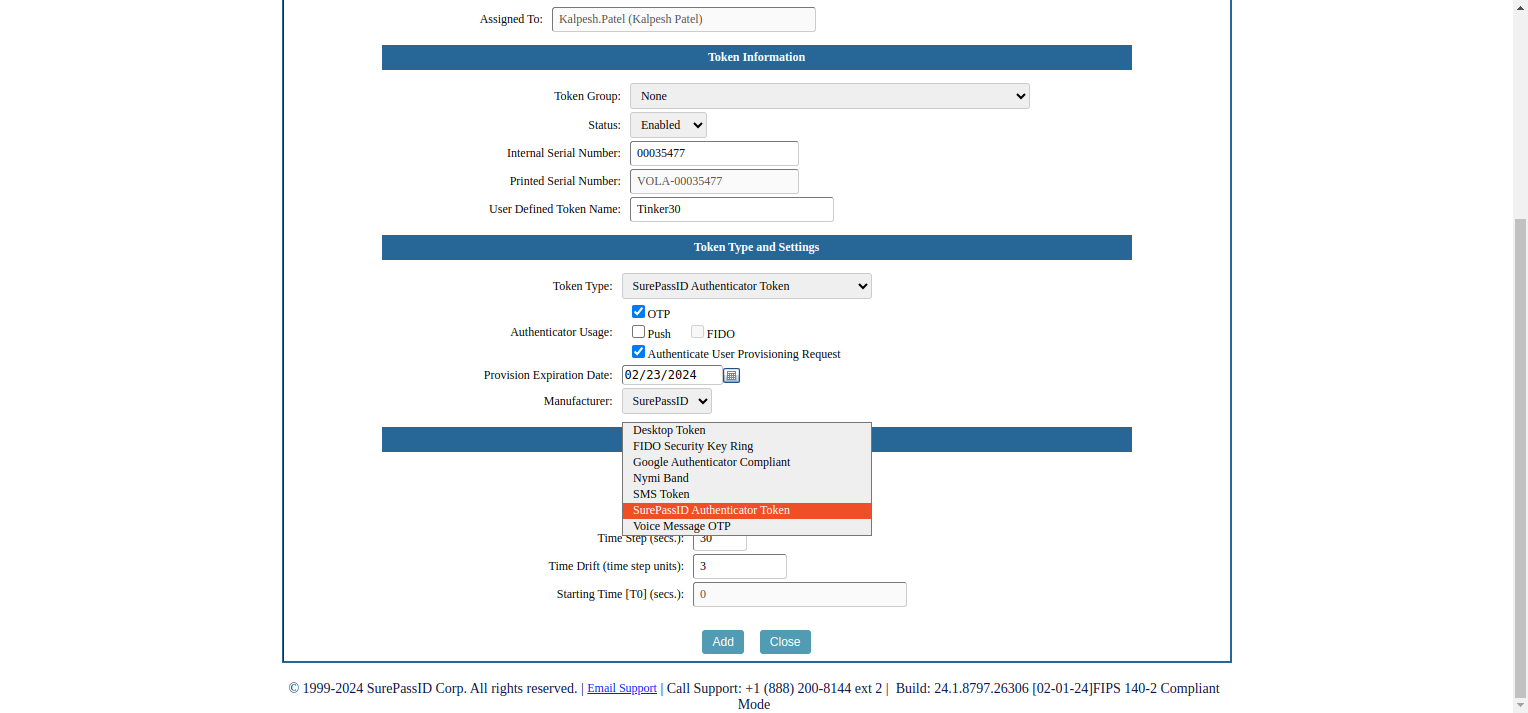 Assigned To: Kalpesh.Patel (Kalpesh Patel)
Token Information
Token Group: None
Status: Enabled
Internal Serial Number: 00035477
Printed Serial Number: VOLA-00035477
User Defined Token Name: Tinker30
Token Type and Settings
Token Type: SurePassID Authenticator Token
OTP
Authenticator Usage: Push FIDO
Authenticate User Provisioning Request
Provision Expiration Date: 02/23/2024
Manufacturer: SurePassID
Desktop Token
FIDO Security Key Ring
Google Authenticator Compliant
Nymi Band
SMS Token
SurePassID Authenticator Token
Voice Message OTP
Time Step (secs.): 30
Time Drift (time step units): 3
Starting Time [T0] (secs.): 0
Add Close
© 1999-2024 SurePassID Corp. All rights reserved. | Email Support | Call Support: +1 (888) 200-8144 ext 2 | Build: 24.1.8797.26306 [02-01-24]FIPS 140-2 Compliant
Mode